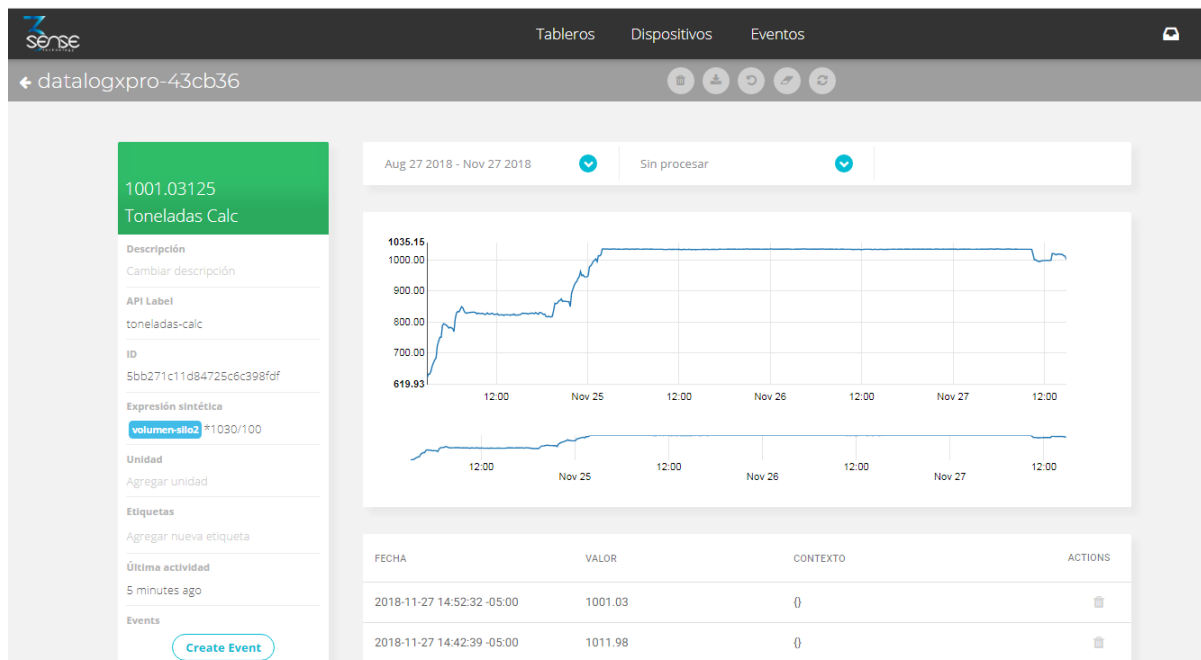 3
sense
Tableros Dispositivos Eventos
datalogxpro-43cb36
1001.03125
Toneladas Calc
Descripción
Cambiar descripción
API Label
toneladas-calc
ID
5bb271c11d84725c6c398fdf
Expresión sintética
volumen-silo2 *1030/100
Unidad
Agregar unidad
Etiquetas
Agregar nueva etiqueta
Última actividad
5 minutes ago
Events
Create Event
Aug 27 2018 - Nov 27 2018
Sin procesar
1035.15
1000.00
900.00
800.00
700.00
619.93
12:00 Nov 25 12:00 Nov 26 12:00 Nov 27 12:00
12:00 Nov 25 12:00 Nov 26 12:00 Nov 27 12:00
FECHA VALOR CONTEXTO ACTIONS
2018-11-27 14:52:32 -05:00 1001.03 {}
2018-11-27 14:42:39 -05:00 1011.98 {}